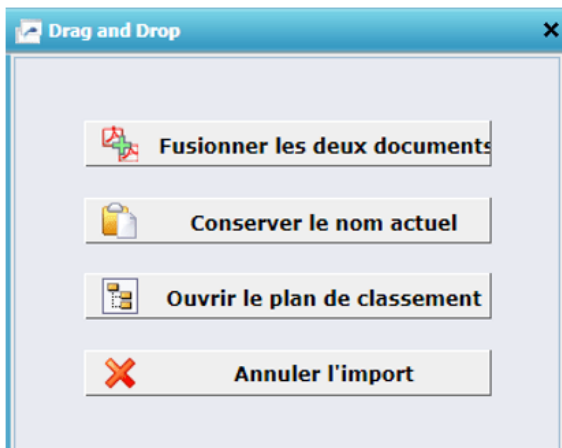 Drag and Drop
Fusionner les deux documents
Conserver le nom actuel
Ouvrir le plan de classement
Annuler l'import